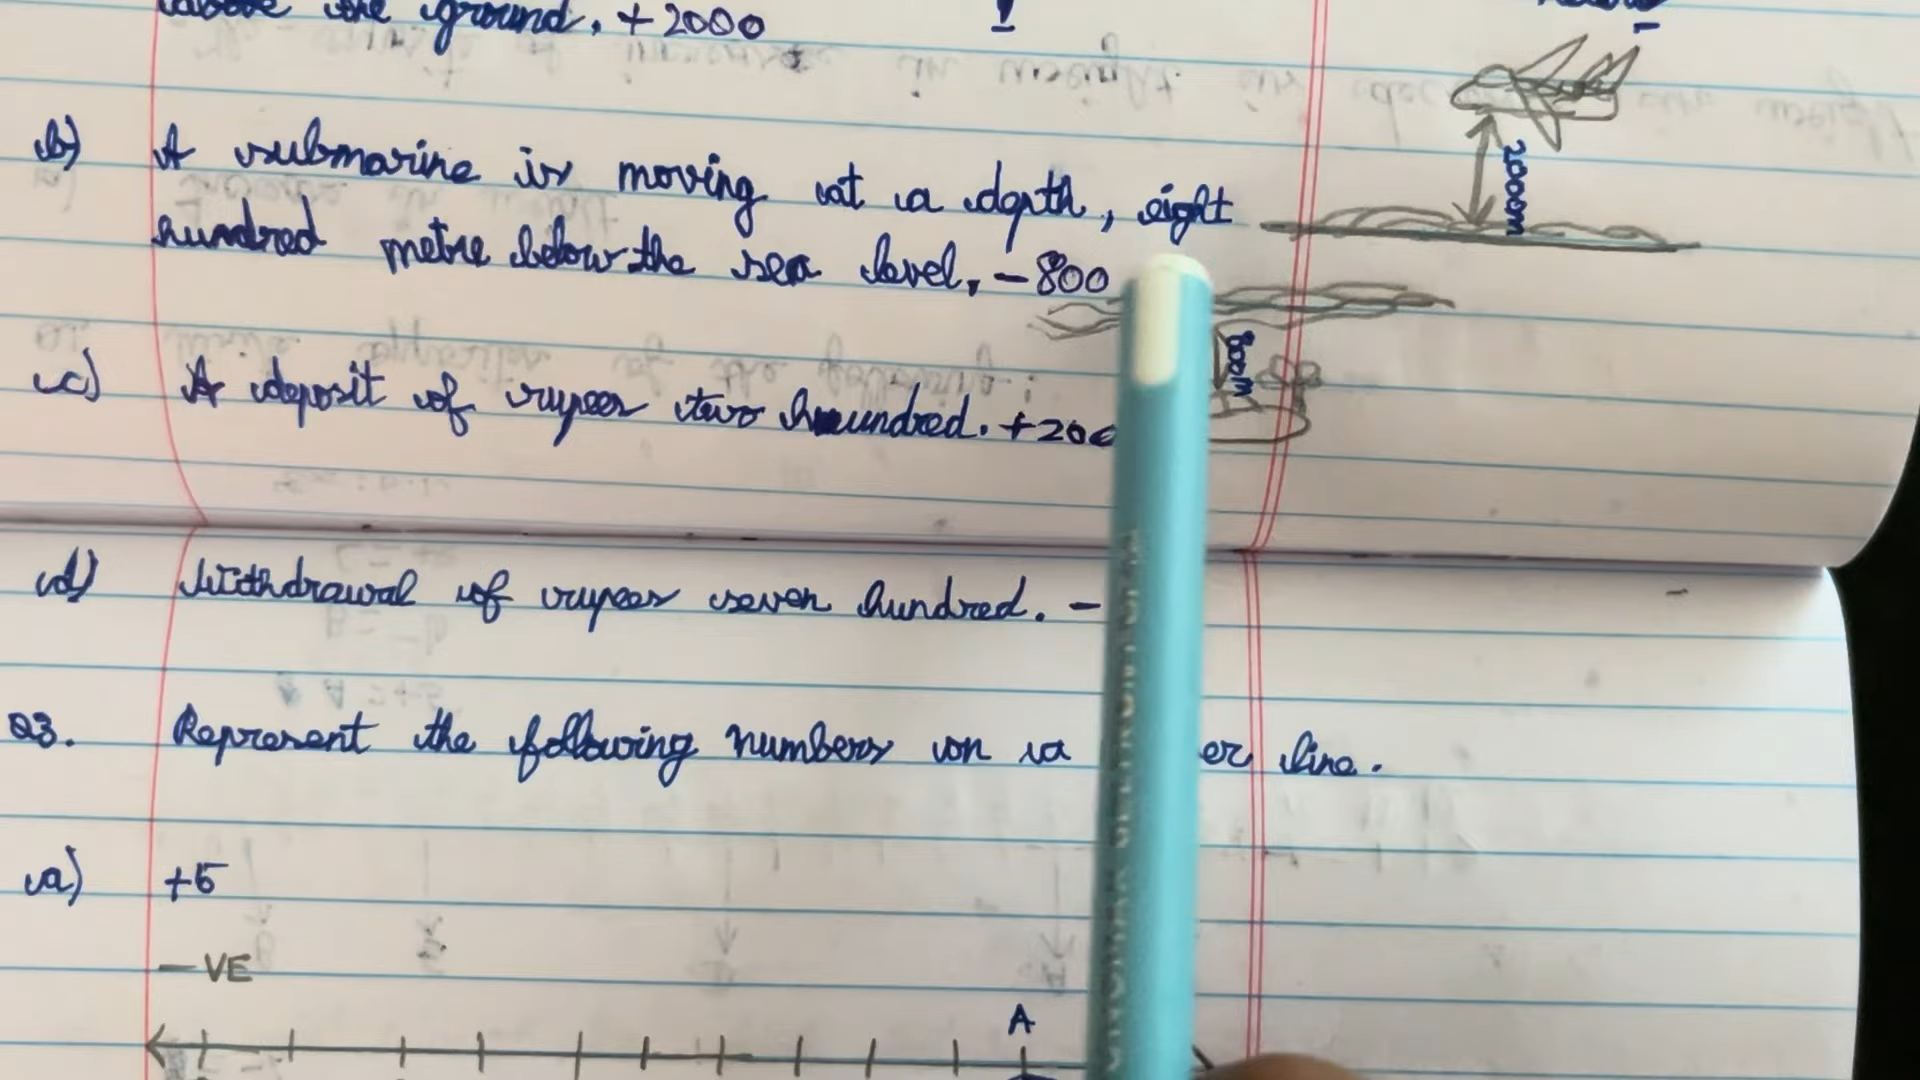 above the ground. +2000
b) A submarine is moving at a depth, eight
hundred metre below the sea level. -800
2000m
800m
c) A deposit of rupees two hundred. +200
d) Withdrawal of rupees seven hundred. -
Q3. Represent the following numbers on a er line.
a) +5
-VE
A